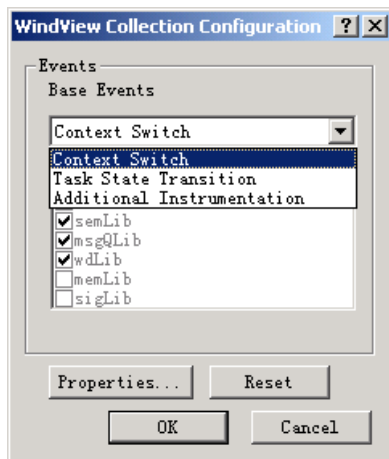 WindView Collection Configuration
Events
Base Events
Context Switch
Context Switch
Task State Transition
Additional Instrumentation
semLib
msgQLib
wdLib
memLib
sigLib
Properties... Reset
OK Cancel